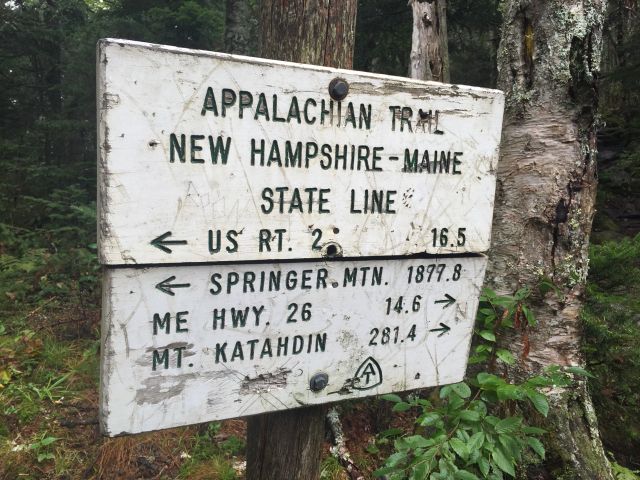 APPALACHIAN TRAIL
NEW HAMPSHIRE-MAINE
STATE LINE
← US RT. 2 16.5
← SPRINGER MTN. 1877.8
ME HWY. 26 14.6 →
MT. KATAHDIN 281.4 →